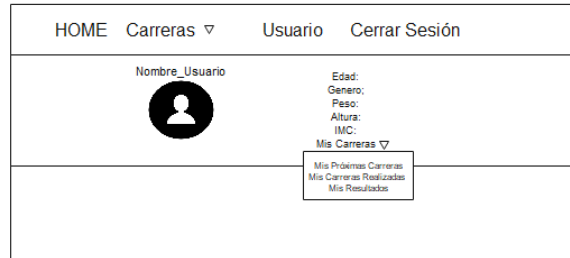 HOME Carreras ▽ Usuario Cerrar Sesión
Nombre_Usuario
Edad:
Genero;
Peso:
Altura:
IMC:
Mis Carreras ▽
Mis Próximas Carreras
Mis Carreras Realizadas
Mis Resultados